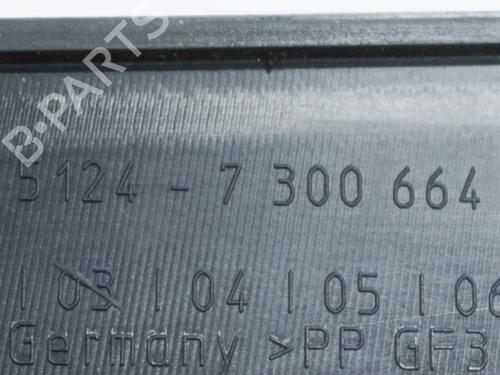 B-PARTS
5124 - 7 300 664
| 03 | 04 | 05 | 06
Germany >PP GF3